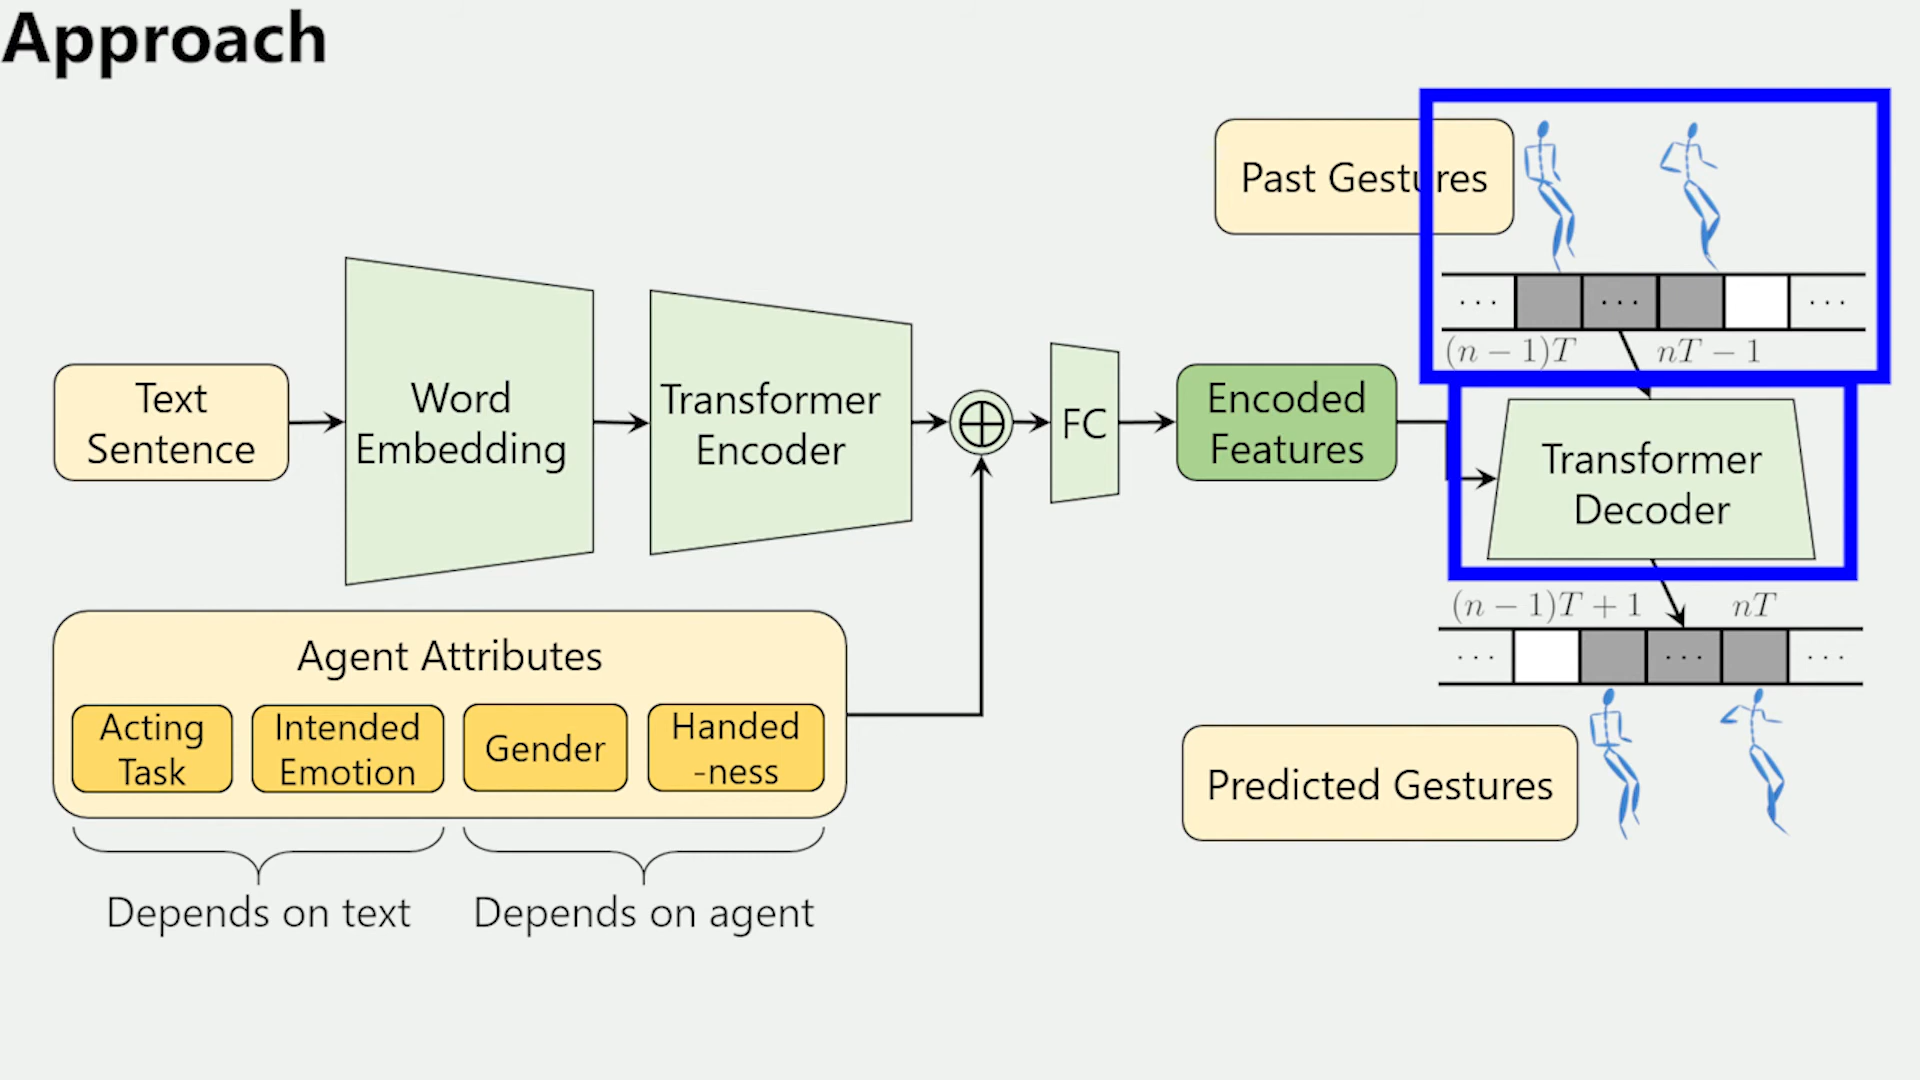 Approach
Past Gestures
· · ·
· · ·
· · ·
(n − 1)T
nT − 1
Text
Sentence
Word
Embedding
Transformer
Encoder
FC
Encoded
Features
Transformer
Decoder
(n − 1)T + 1
nT
· · ·
· · ·
· · ·
Agent Attributes
Acting
Task
Intended
Emotion
Gender
Handed
-ness
Predicted Gestures
Depends on text
Depends on agent